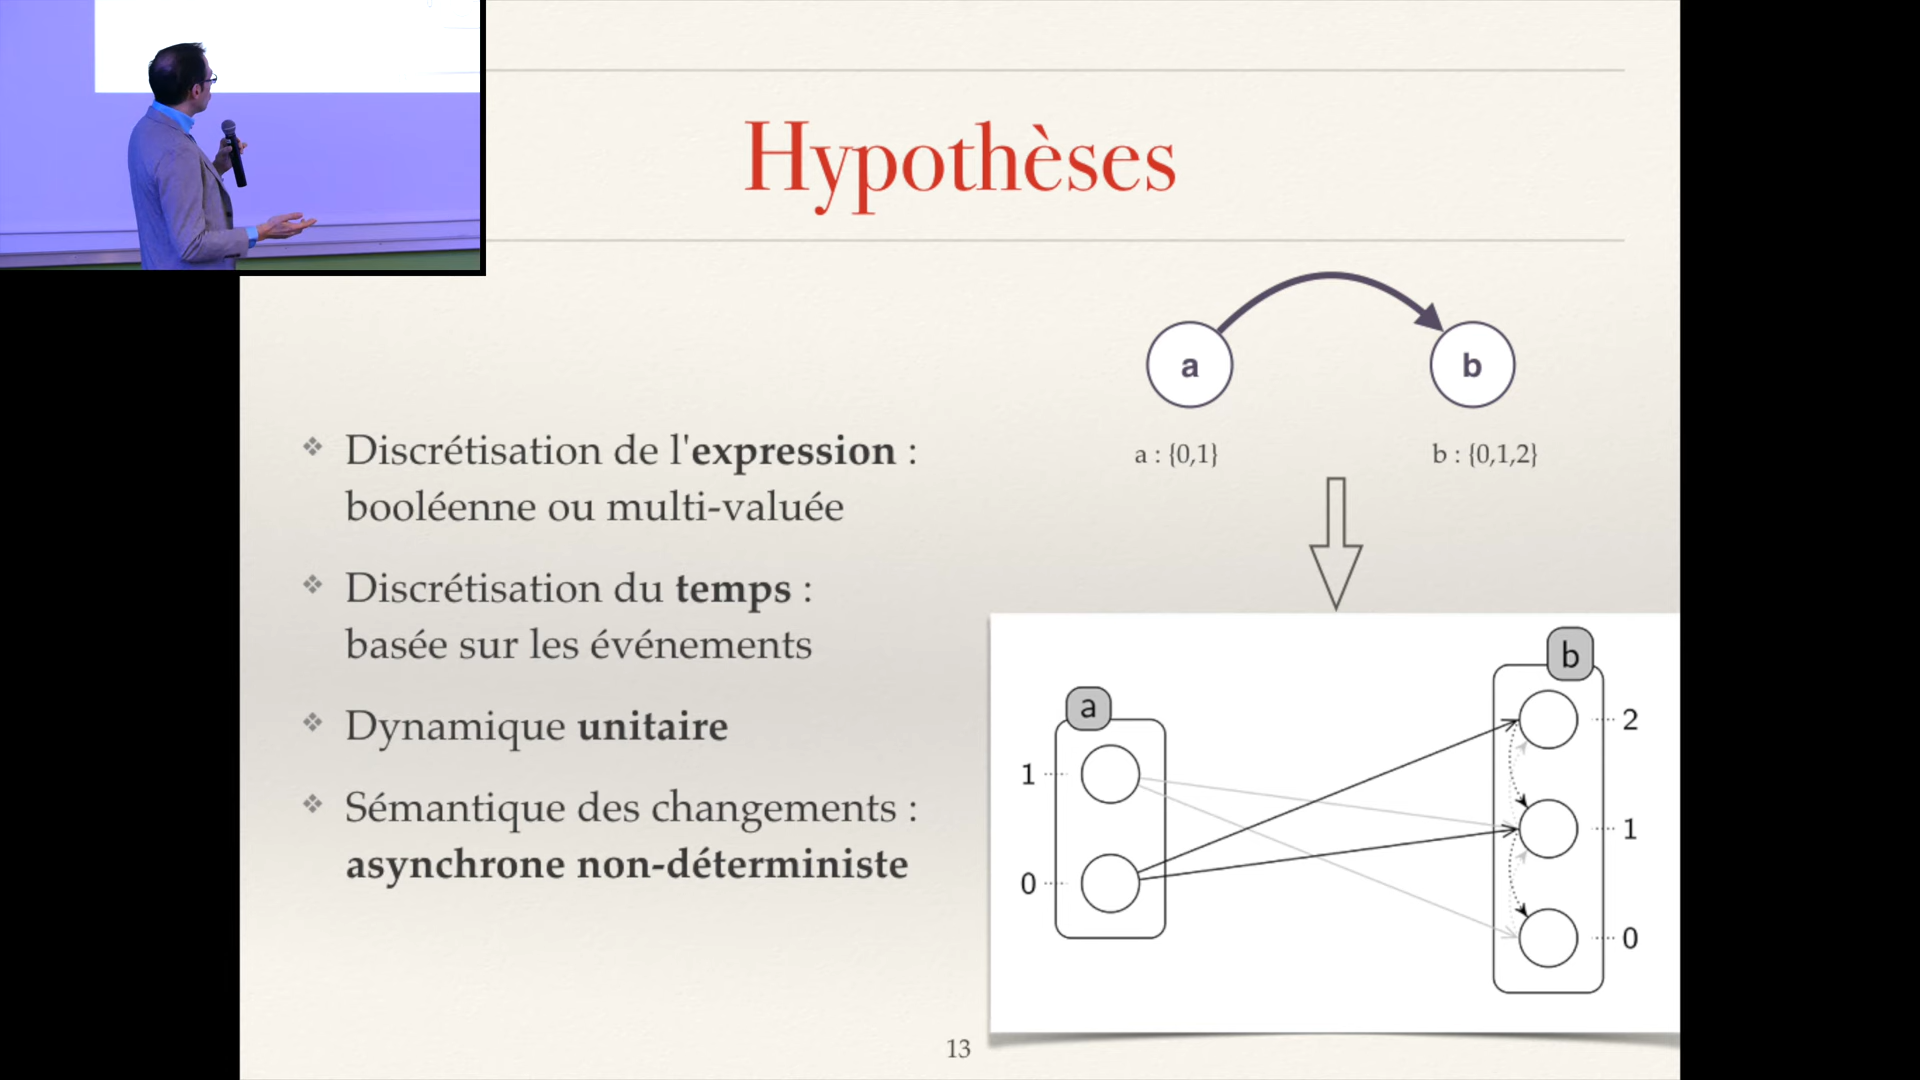 Hypothèses
Discrétisation de l'expression :
booléenne ou multi-valuée
Discrétisation du temps :
basée sur les événements
Dynamique unitaire
Sémantique des changements :
asynchrone non-déterministe
a
b
a : {0,1}
b : {0,1,2}
b
a
2
1
1
0
0
13